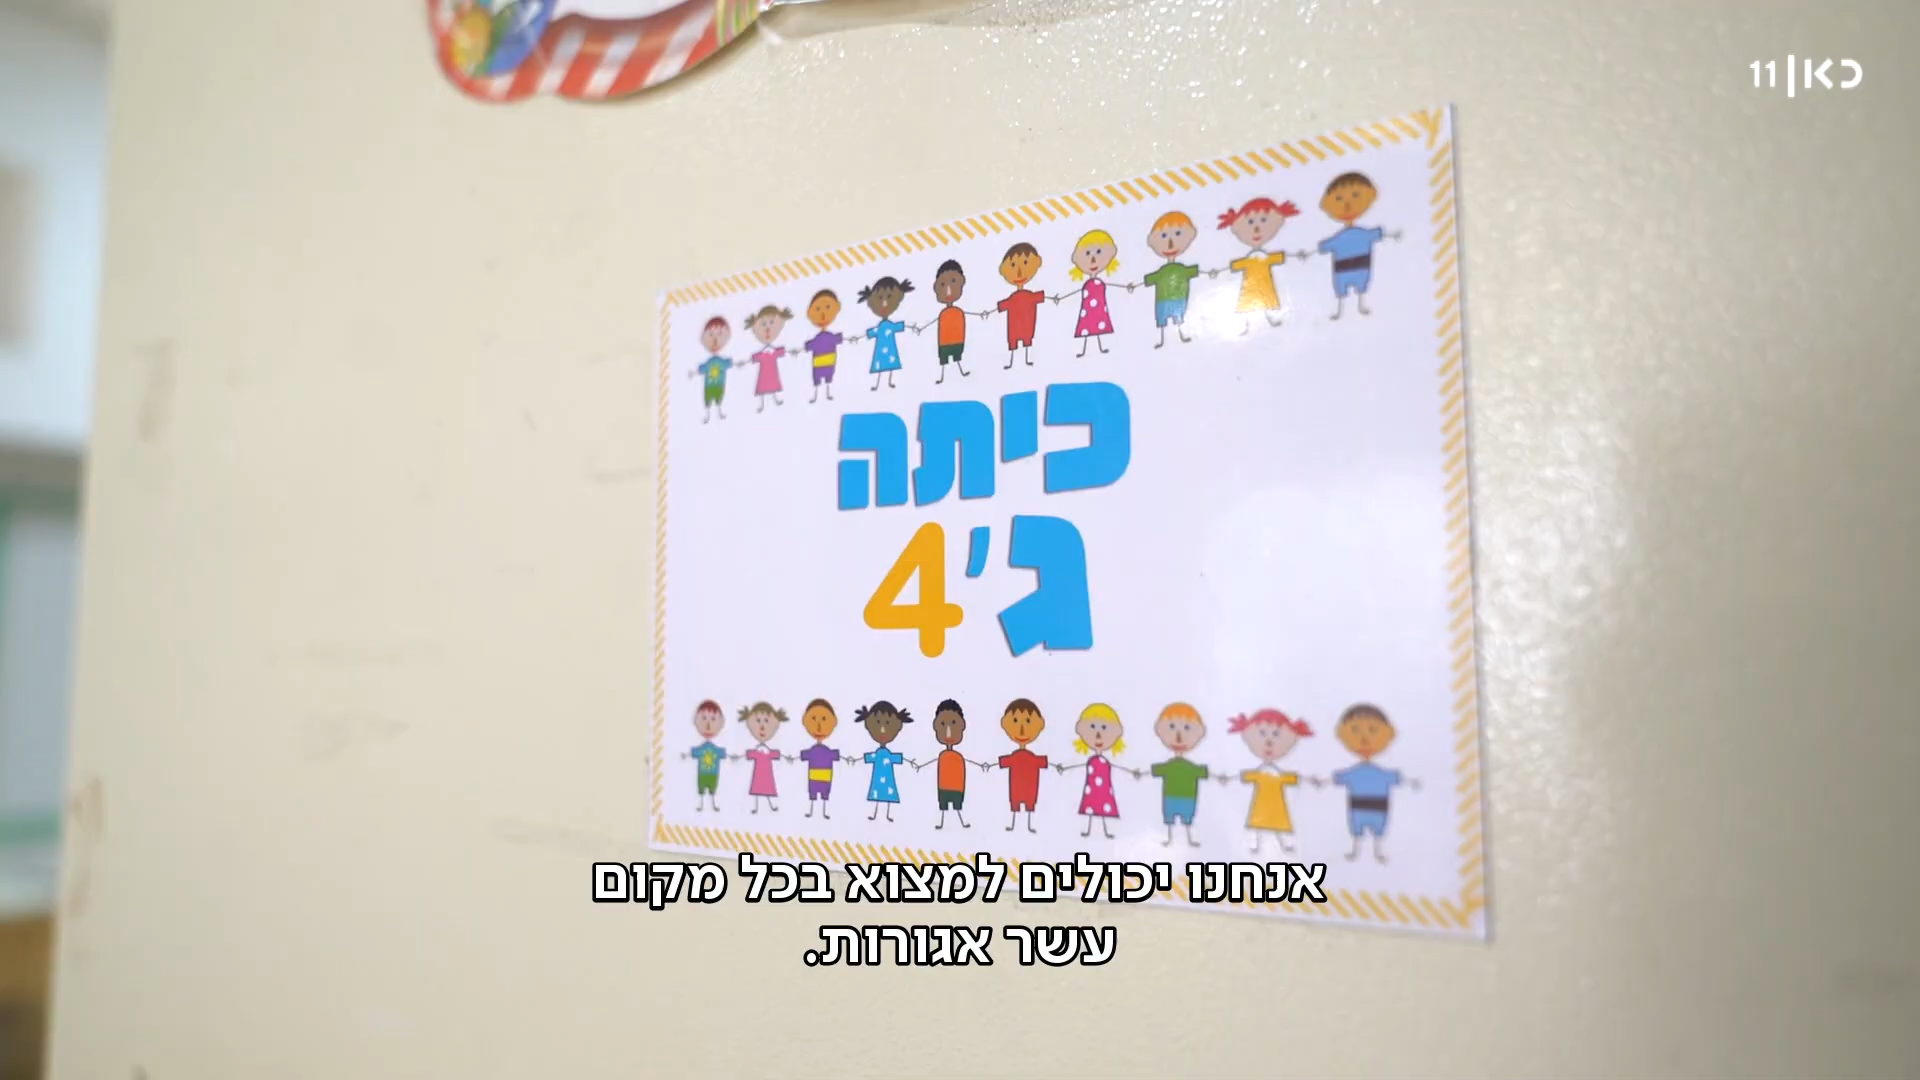 כאן|11
כיתה
ג'4
אנחנו יכולים למצוא בכל מקום
עשר אגורות.